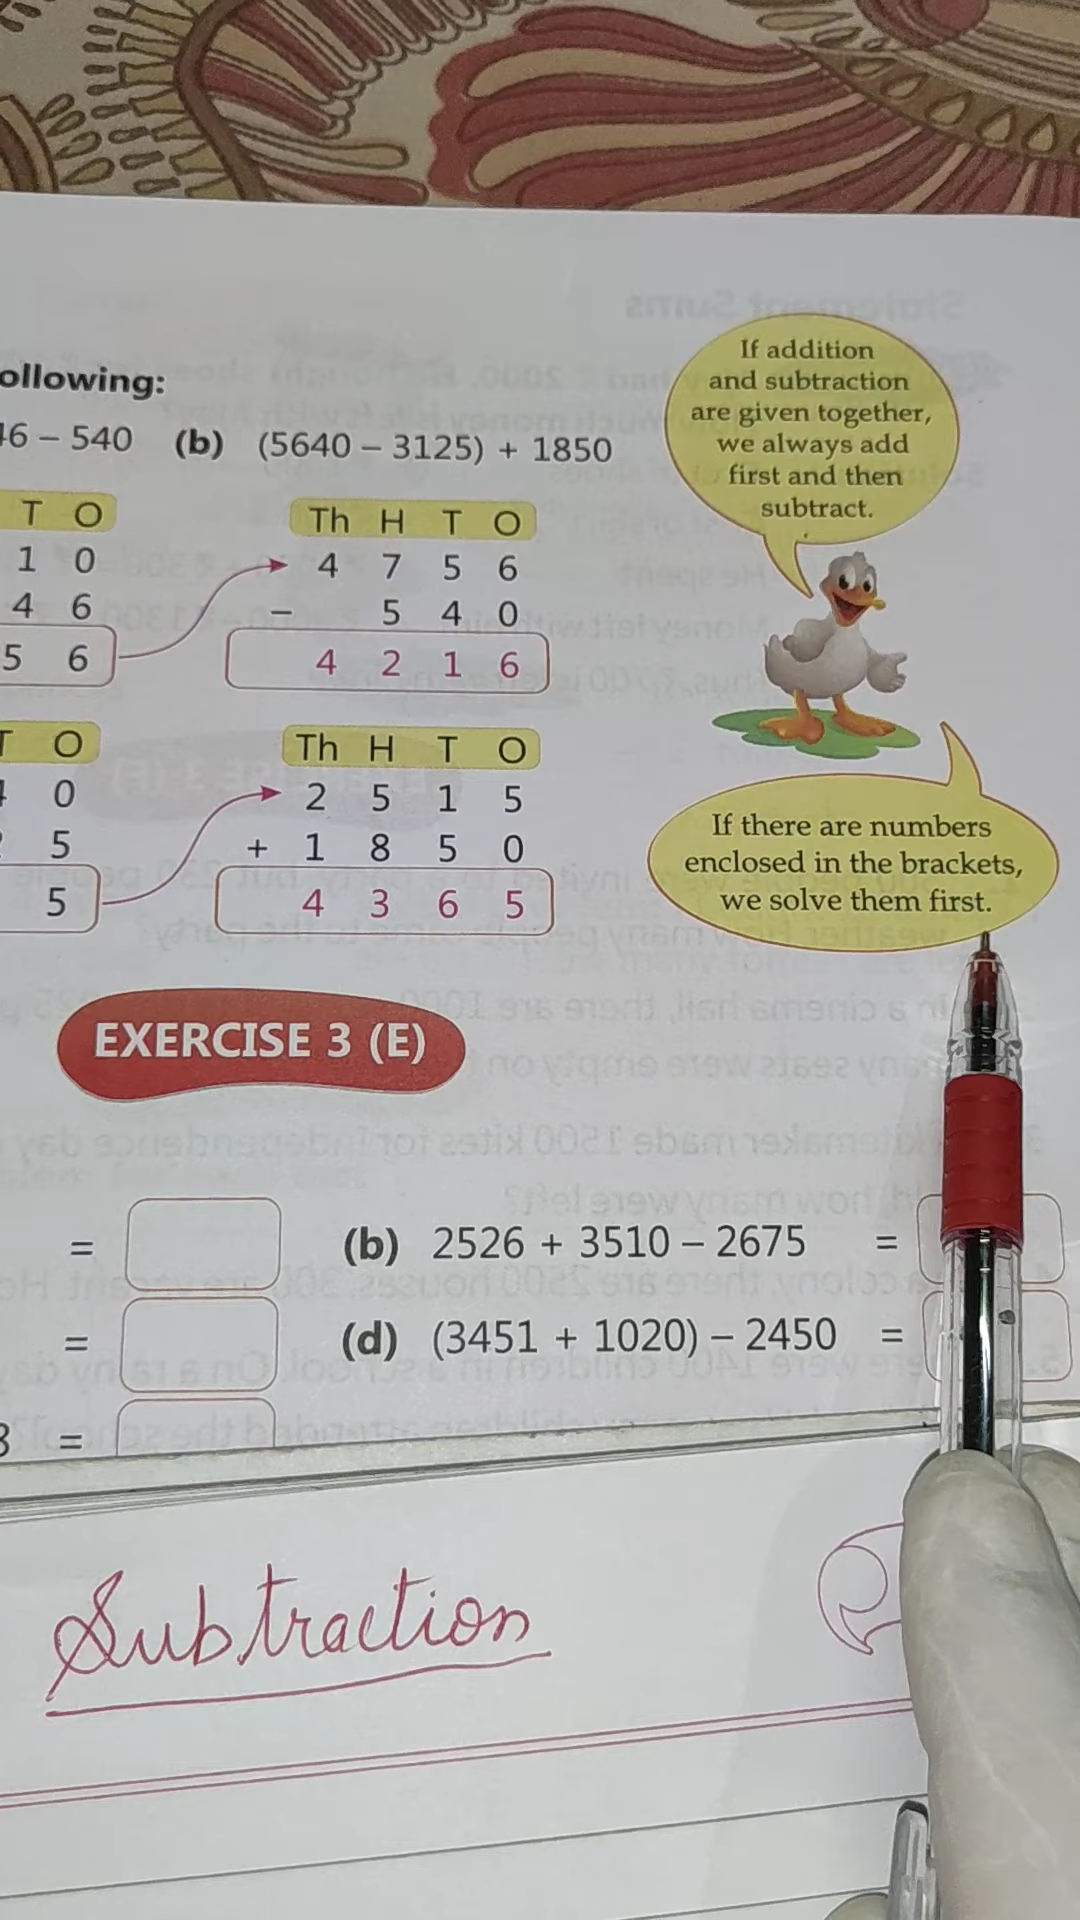 If addition
and subtraction
are given together,
we always add
first and then
subtract.
ollowing:
46 – 540 (b) (5640 – 3125) + 1850
T O
1 0
4 6
5 6
Th H T O
4 7 5 6
– 5 4 0
4 2 1 6
T O
0
5
5
Th H T O
2 5 1 5
+ 1 8 5 0
4 3 6 5
If there are numbers
enclosed in the brackets,
we solve them first.
EXERCISE 3 (E)
= (b) 2526 + 3510 – 2675 =
= (d) (3451 + 1020) – 2450 =
3 =
Subtraction